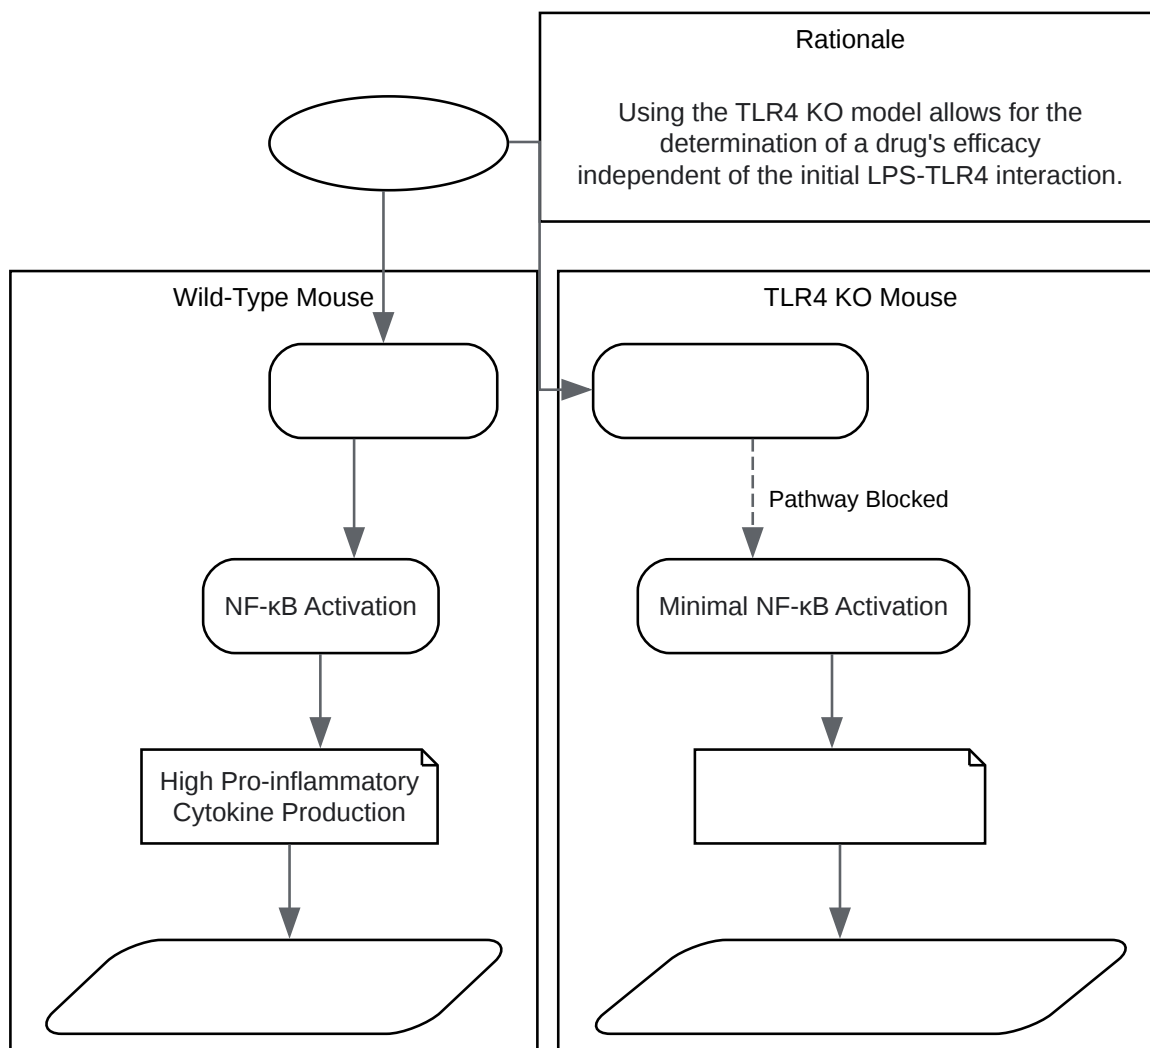 Rationale
Using the TLR4 KO model allows for the
determination of a drug's efficacy
independent of the initial LPS-TLR4 interaction.
Wild-Type Mouse
TLR4 KO Mouse
Pathway Blocked
NF-κB Activation
Minimal NF-κB Activation
High Pro-inflammatory
Cytokine Production